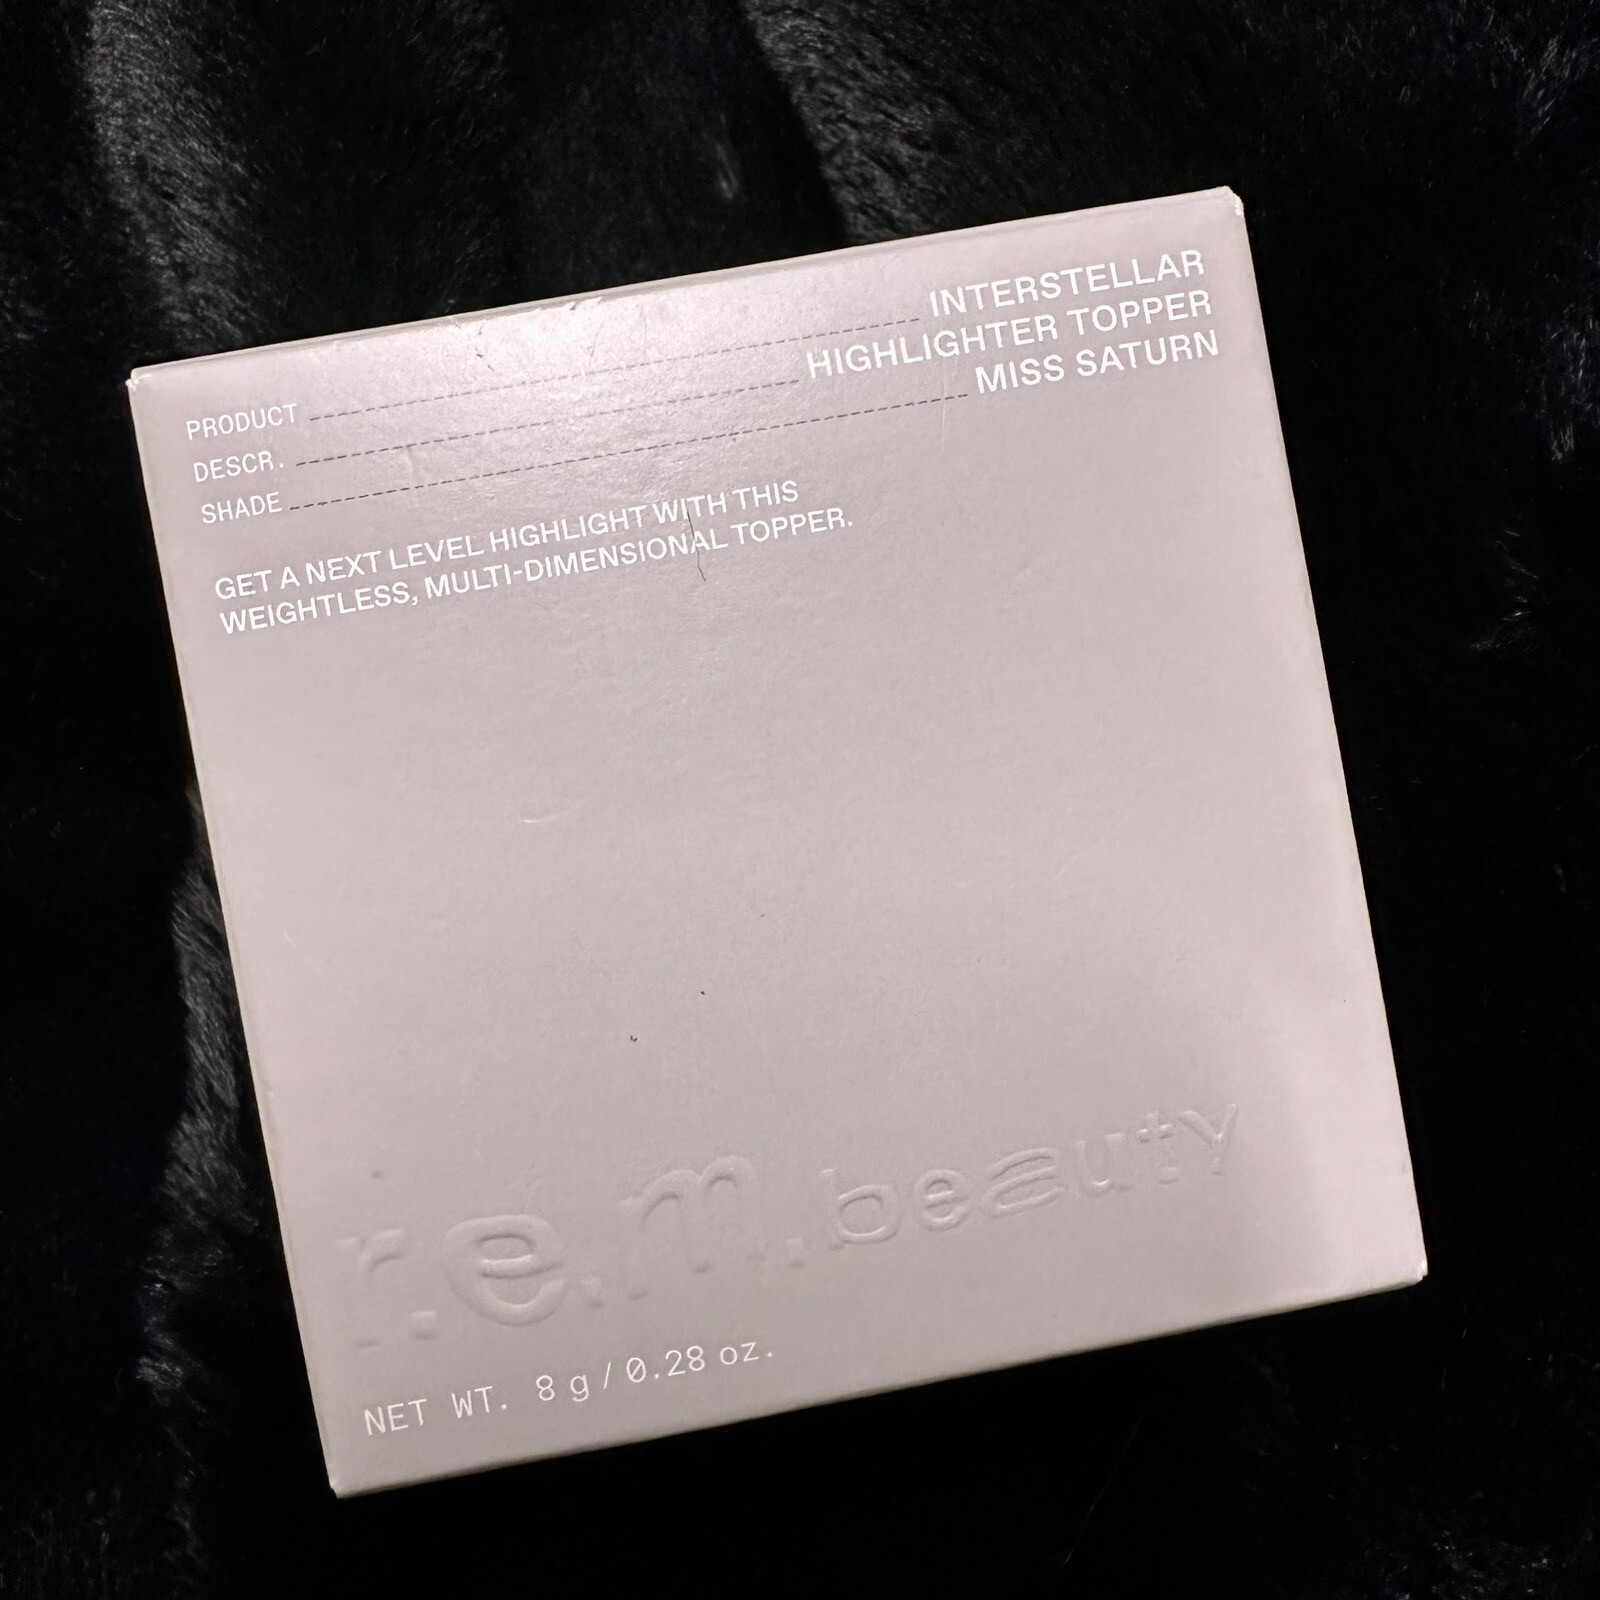 PRODUCT ---------- INTERSTELLAR
DESCR. ---------- HIGHLIGHTER TOPPER
SHADE ---------- MISS SATURN
GET A NEXT LEVEL HIGHLIGHT WITH THIS
WEIGHTLESS, MULTI-DIMENSIONAL TOPPER.
r.e.m.beauty
NET WT. 8 g / 0.28 oz.